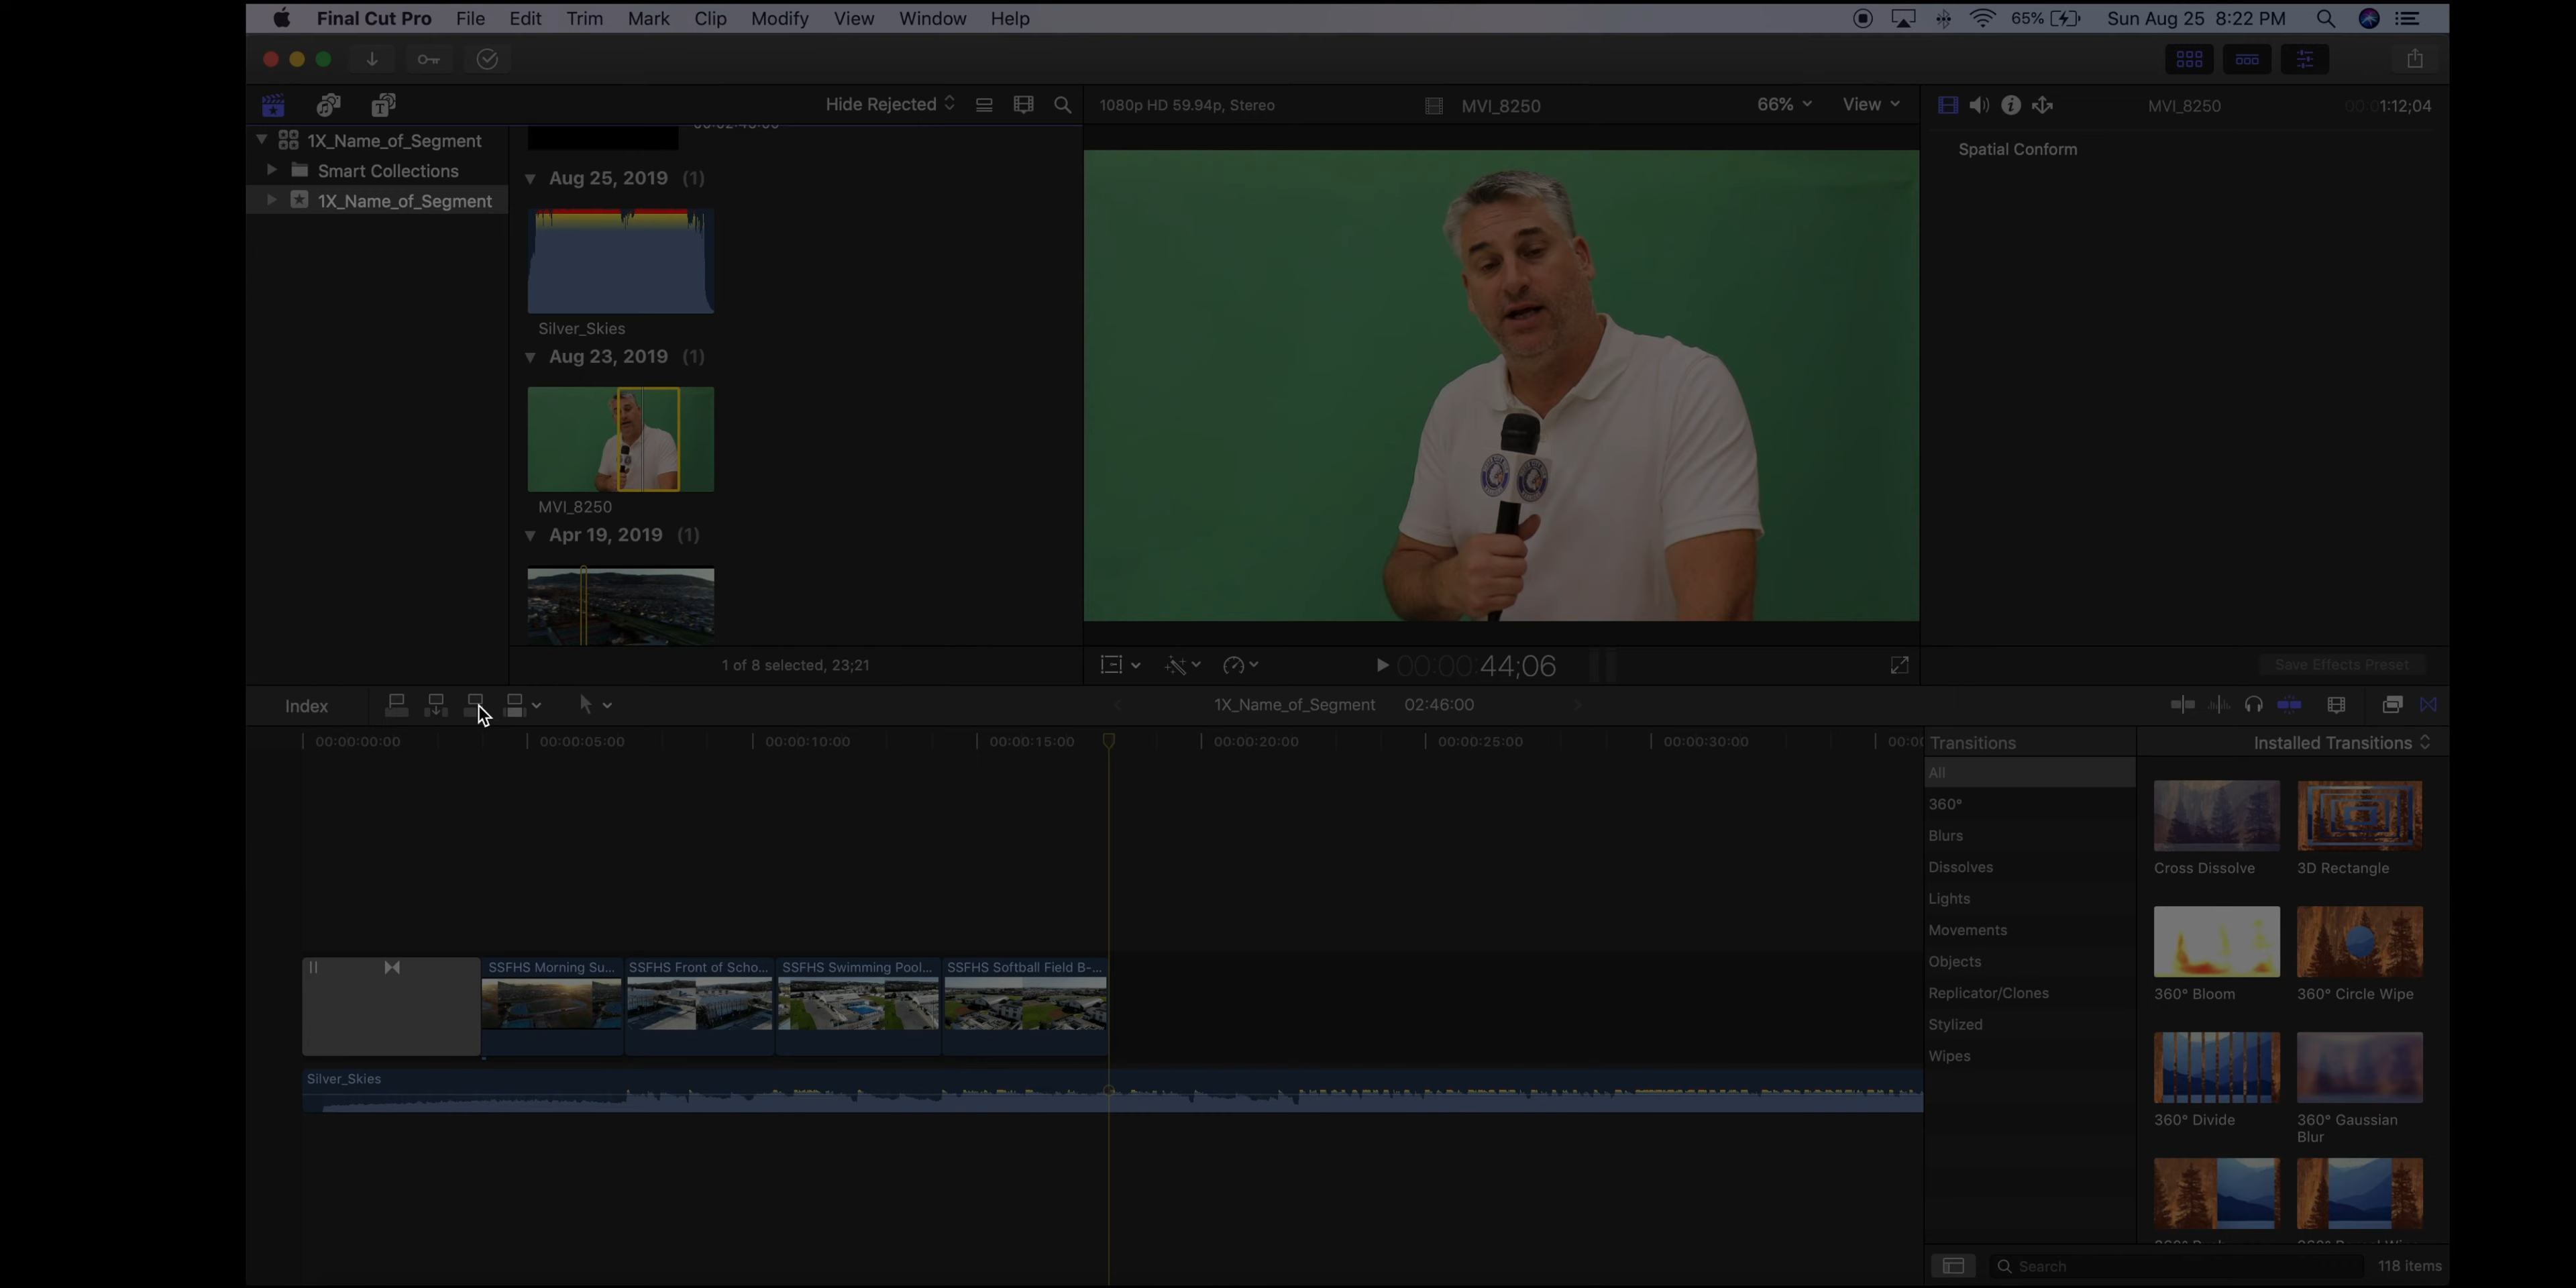 Final Cut Pro File Edit Trim Mark Clip Modify View Window Help 65% Sun Aug 25 8:22 PM
Hide Rejected
1080p HD 59.94p, Stereo MVI_8250 66% View
MVI_8250 00:01:12;04
1X_Name_of_Segment
Smart Collections
1X_Name_of_Segment
Aug 25, 2019 (1)
Silver_Skies
Aug 23, 2019 (1)
MVI_8250
Apr 19, 2019 (1)
1 of 8 selected, 23;21
Spatial Conform
00:00:44;06
Save Effects Preset
Index
1X_Name_of_Segment 02:46:00
00:00:00:00 00:00:05:00 00:00:10:00 00:00:15:00 00:00:20:00 00:00:25:00 00:00:30:00
SSFHS Morning Su... SSFHS Front of Scho... SSFHS Swimming Pool... SSFHS Softball Field B-...
Silver_Skies
Transitions Installed Transitions
All
360°
Blurs
Dissolves
Lights
Movements
Objects
Replicator/Clones
Stylized
Wipes
Cross Dissolve 3D Rectangle
360° Bloom 360° Circle Wipe
360° Divide 360° Gaussian
Blur
Search 118 items